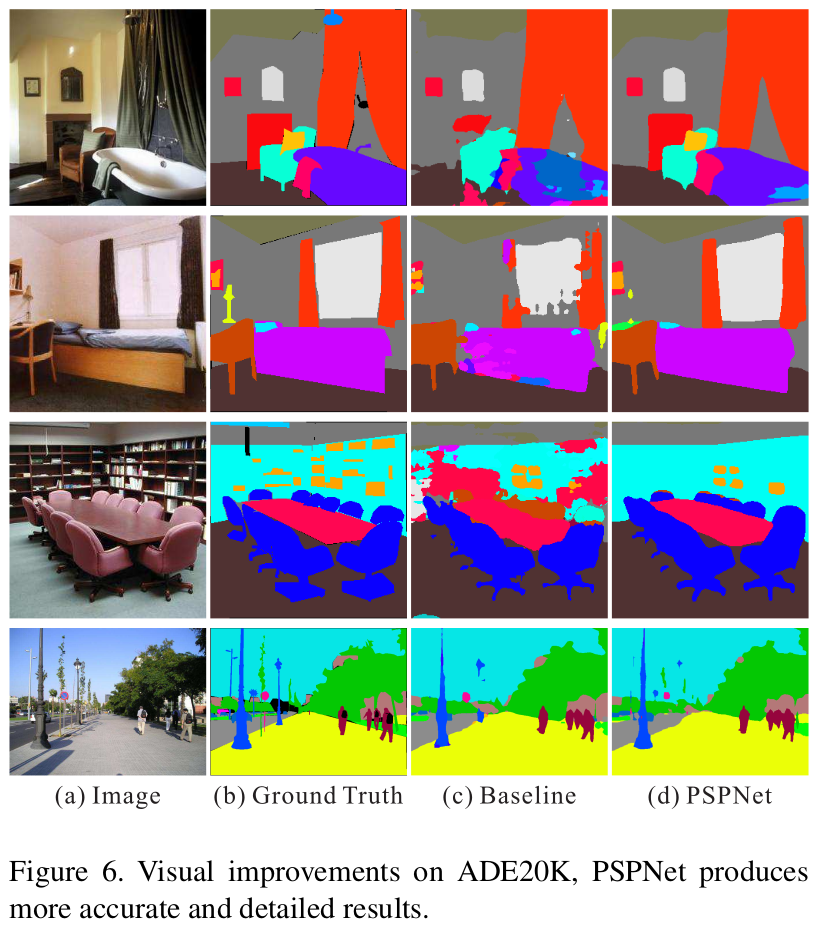 (a) Image (b) Ground Truth (c) Baseline (d) PSPNet
Figure 6. Visual improvements on ADE20K, PSPNet produces
more accurate and detailed results.